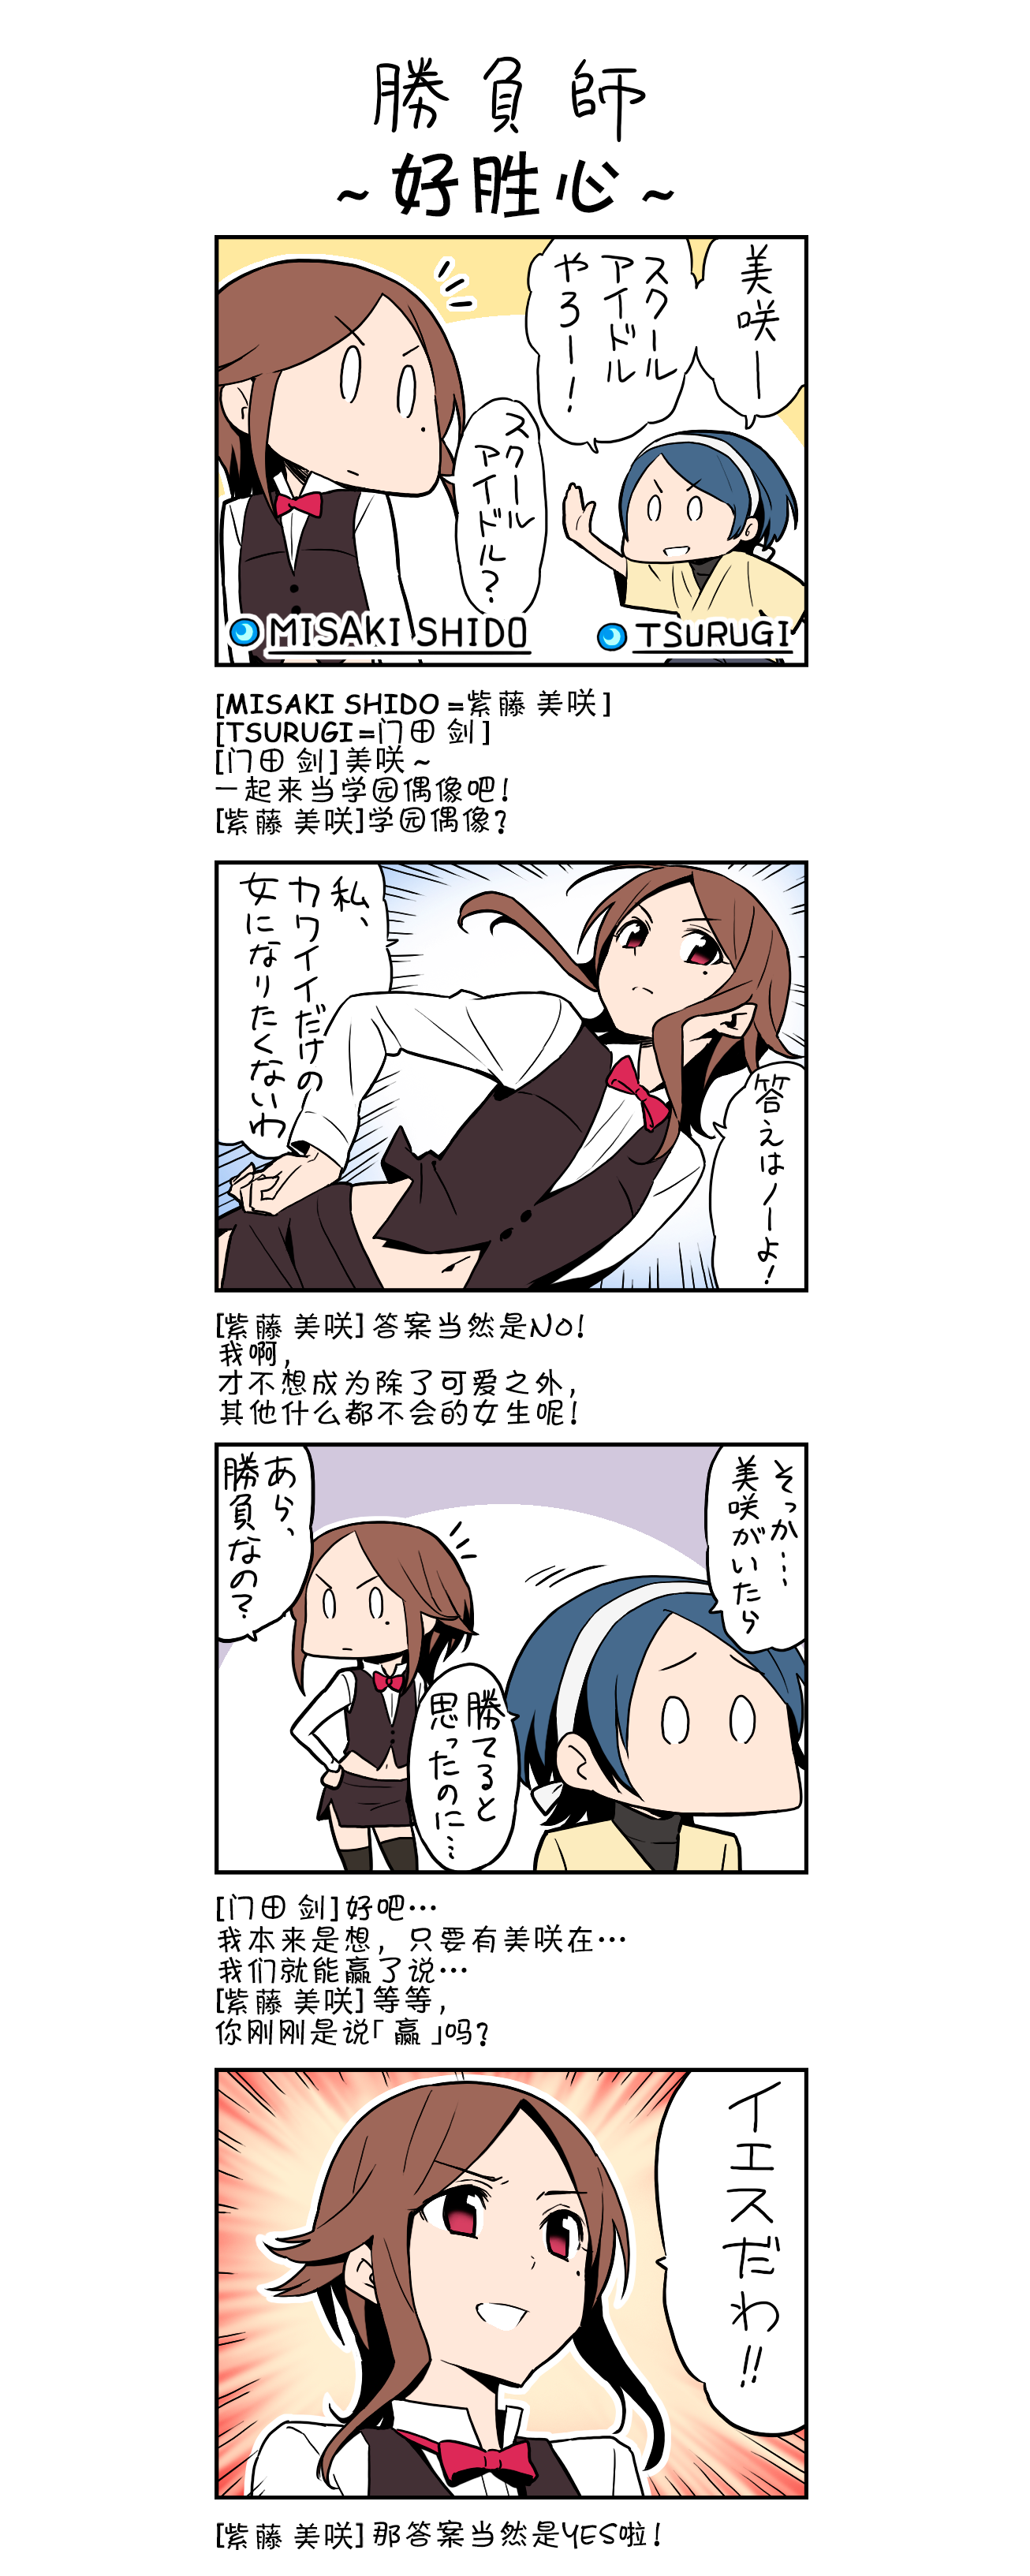 勝負師
~好胜心~
美咲ー
スクール
アイドル
やろー!
スクール
アイドル?
MISAKI SHIDO
TSURUGI
[MISAKI SHIDO =紫藤 美咲]
[TSURUGI=门田 剑]
[门田 剑]美咲~
一起来当学园偶像吧!
[紫藤 美咲]学园偶像?
答えはノーよ!
私、
カワイイだけの
女になりたくないわ
[紫藤 美咲]答案当然是NO!
我啊,
才不想成为除了可爱之外,
其他什么都不会的女生呢!
そっか…
美咲がいたら
勝てると
思ったのに…
あら、
勝負なの?
[门田 剑]好吧…
我本来是想, 只要有美咲在…
我们就能赢了说…
[紫藤 美咲]等等,
你刚刚是说「赢」吗?
イエスだわ!!
[紫藤 美咲]那答案当然是YES啦!